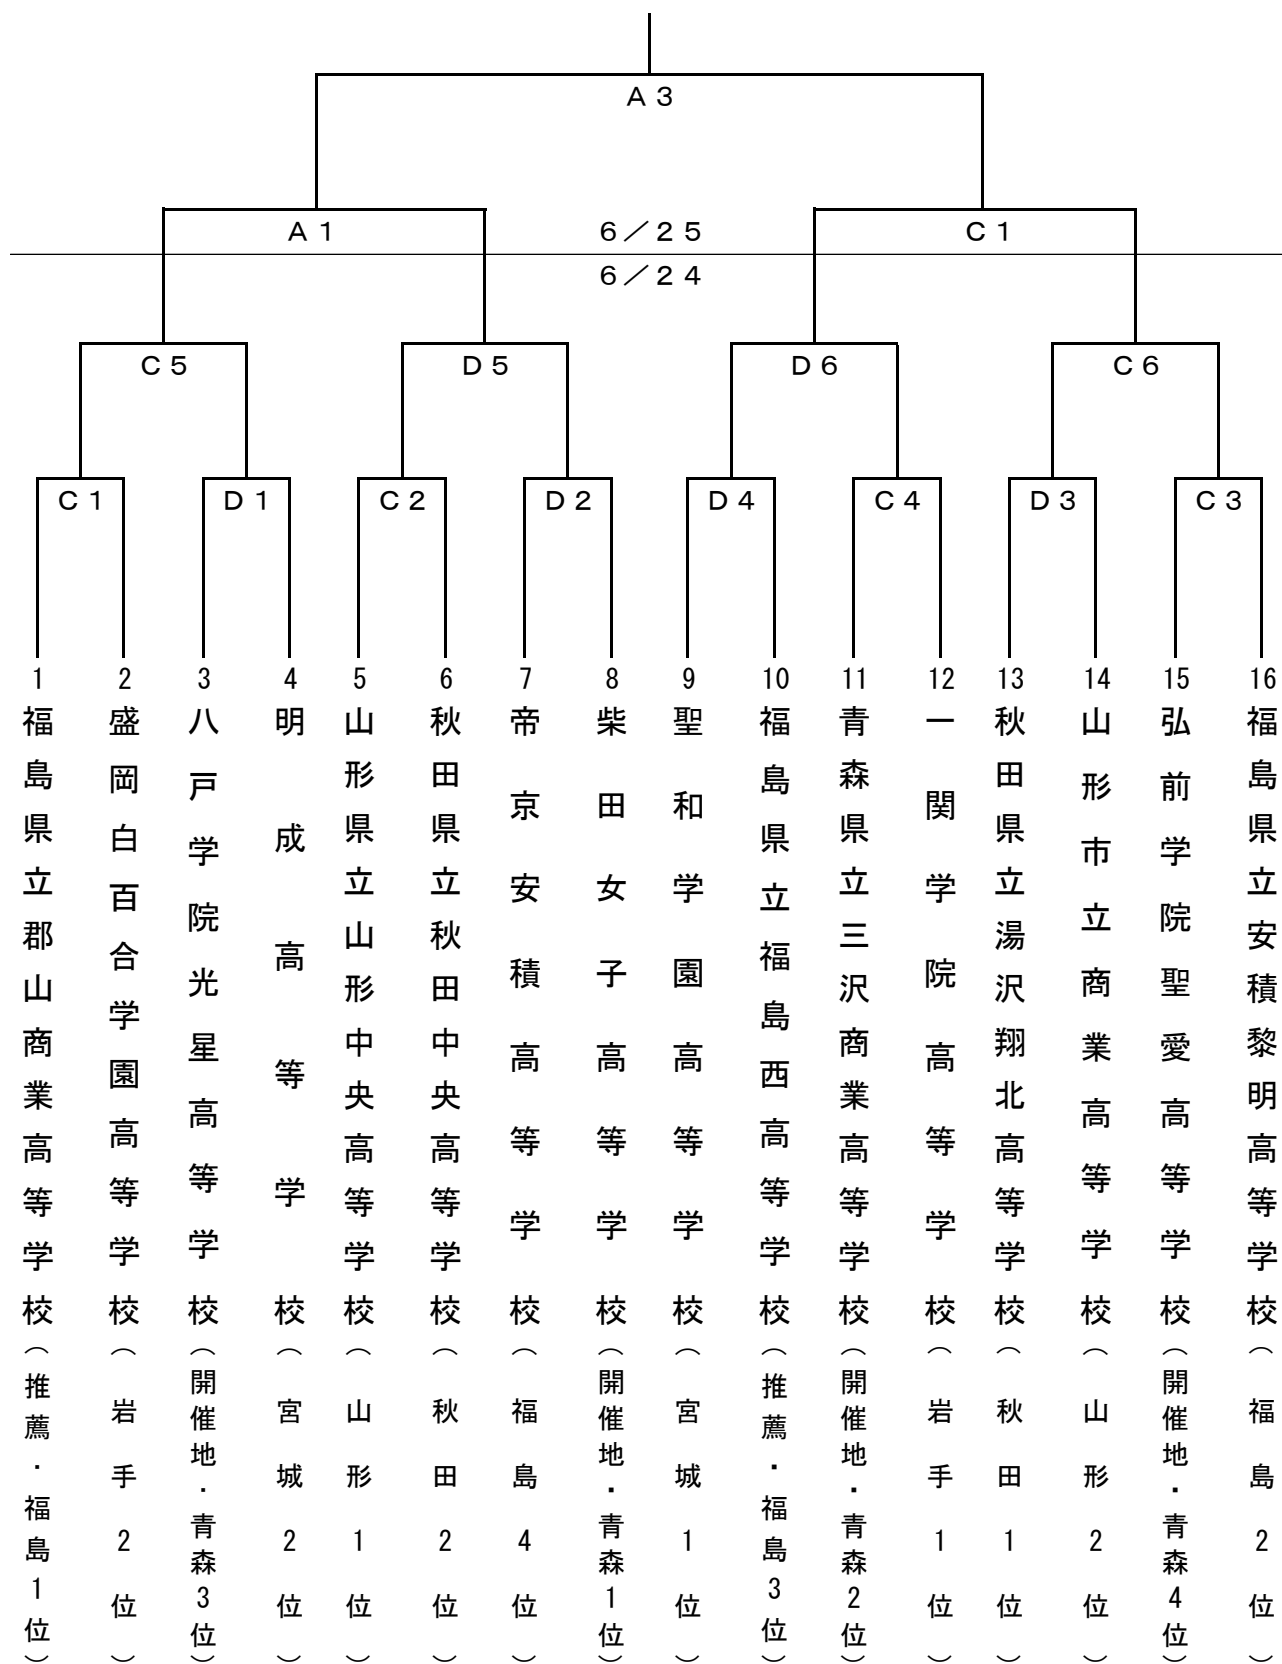 Ａ３
Ａ１
６／２５
Ｃ１
６／２４
Ｃ５
Ｄ５
Ｄ６
Ｃ６
Ｃ１
Ｄ１
Ｃ２
Ｄ２
Ｄ４
Ｃ４
Ｄ３
Ｃ３
1
福島県立郡山商業高等学校（推薦・福島1位）
2
盛岡白百合学園高等学校（岩手2位）
3
八戸学院光星高等学校（開催地・青森3位）
4
明成高等学校（宮城2位）
5
山形県立山形中央高等学校（山形1位）
6
秋田県立秋田中央高等学校（秋田2位）
7
帝京安積高等学校（福島4位）
8
柴田女子高等学校（開催地・青森1位）
9
聖和学園高等学校（宮城1位）
10
福島県立福島西高等学校（推薦・福島3位）
11
青森県立三沢商業高等学校（開催地・青森2位）
12
一関学院高等学校（岩手1位）
13
秋田県立湯沢翔北高等学校（秋田1位）
14
山形市立商業高等学校（山形2位）
15
弘前学院聖愛高等学校（開催地・青森4位）
16
福島県立安積黎明高等学校（福島2位）